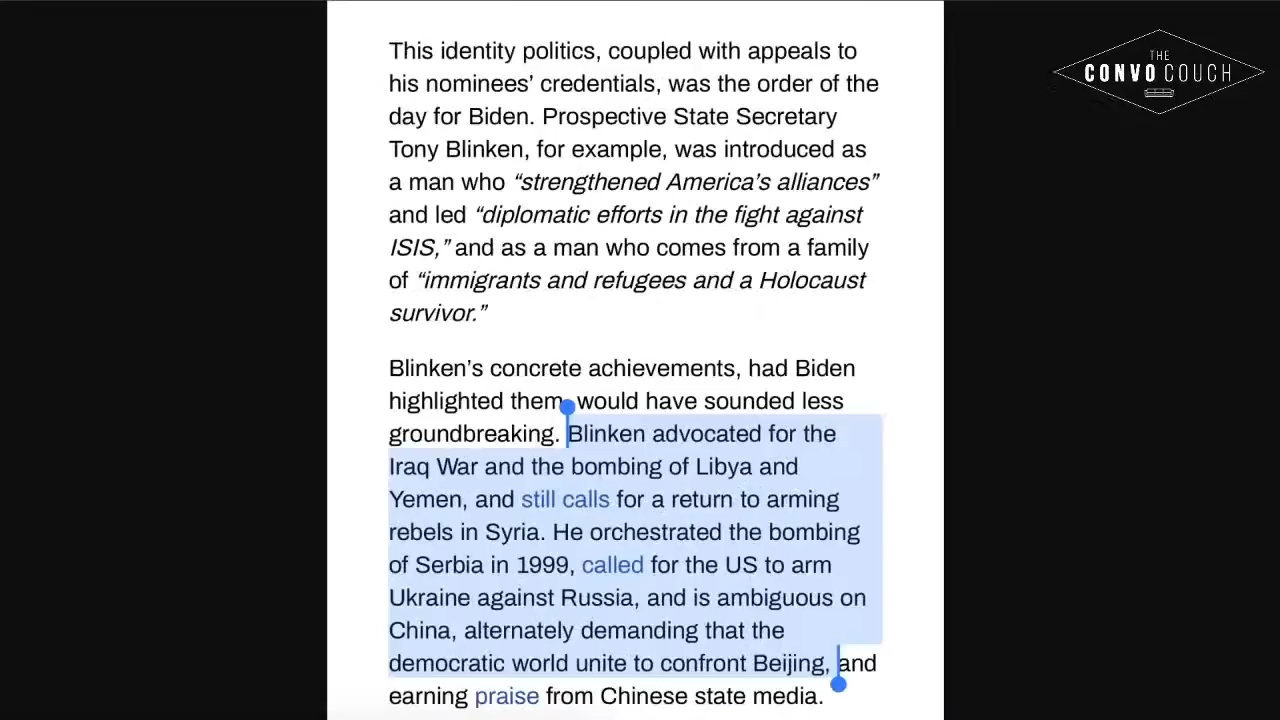 This identity politics, coupled with appeals to
his nominees’ credentials, was the order of the
day for Biden. Prospective State Secretary
Tony Blinken, for example, was introduced as
a man who “strengthened America’s alliances”
and led “diplomatic efforts in the fight against
ISIS,” and as a man who comes from a family
of “immigrants and refugees and a Holocaust
survivor.”
Blinken’s concrete achievements, had Biden
highlighted them, would have sounded less
groundbreaking. Blinken advocated for the
Iraq War and the bombing of Libya and
Yemen, and still calls for a return to arming
rebels in Syria. He orchestrated the bombing
of Serbia in 1999, called for the US to arm
Ukraine against Russia, and is ambiguous on
China, alternately demanding that the
democratic world unite to confront Beijing, and
earning praise from Chinese state media.
THE
CONVO COUCH